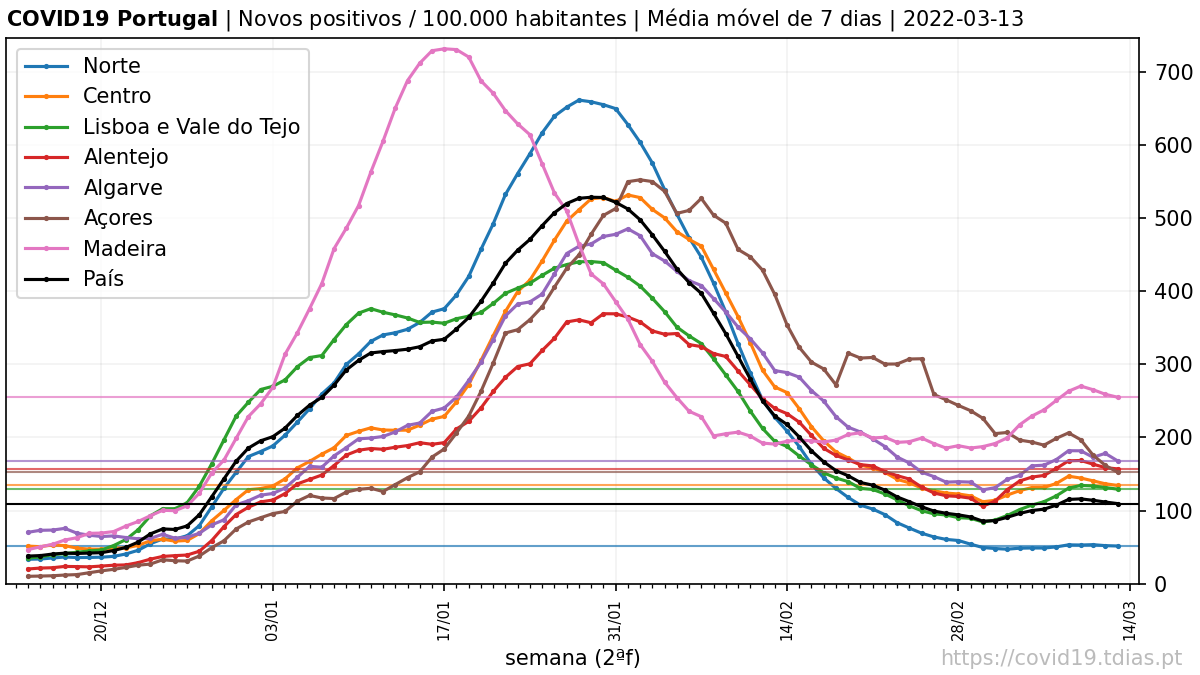 COVID19 Portugal | Novos positivos / 100.000 habitantes | Média móvel de 7 dias | 2022-03-13
Norte
Centro
Lisboa e Vale do Tejo
Alentejo
Algarve
Açores
Madeira
País
700
600
500
400
300
200
100
0
20/12
03/01
17/01
31/01
14/02
28/02
14/03
semana (2ªf)
https://covid19.tdias.pt